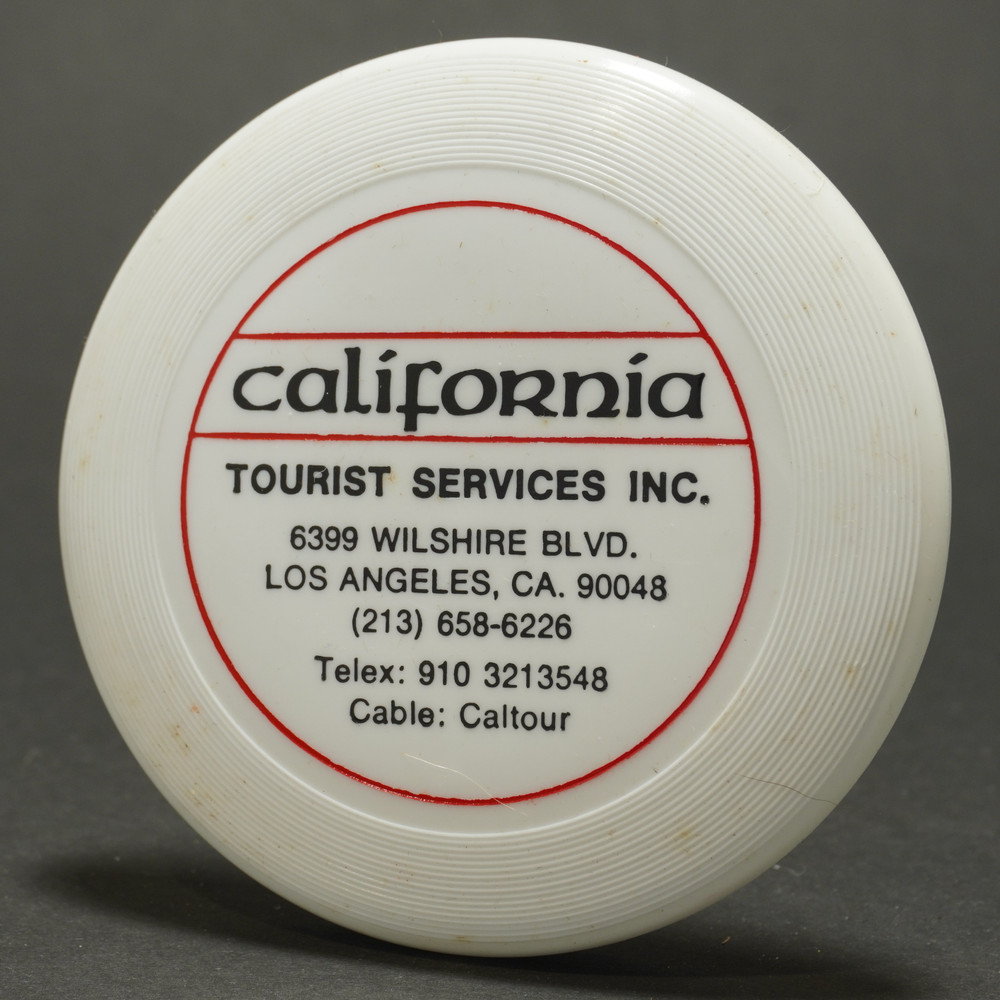 california
TOURIST SERVICES INC.
6399 WILSHIRE BLVD.
LOS ANGELES, CA. 90048
(213) 658-6226
Telex: 910 3213548
Cable: Caltour